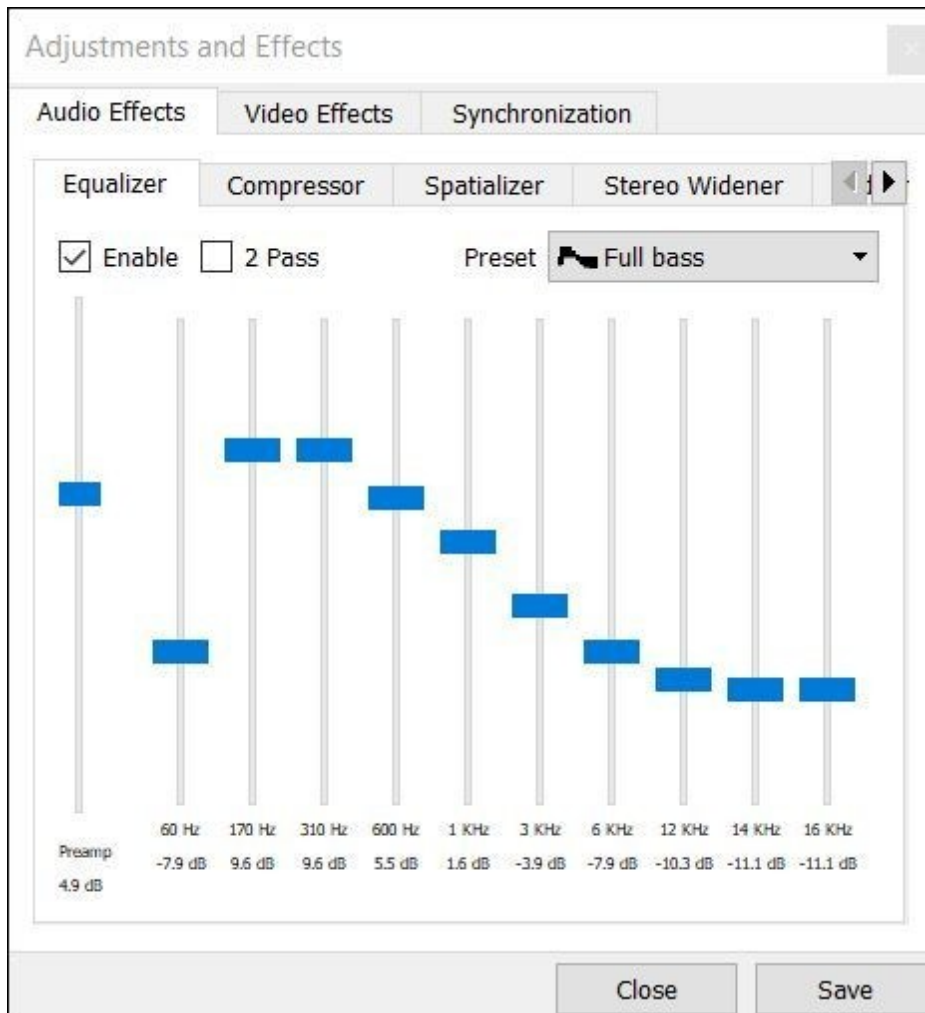 Adjustments and Effects
Audio Effects Video Effects Synchronization
Equalizer Compressor Spatializer Stereo Widener
Enable 2 Pass Preset Full bass
60 Hz 170 Hz 310 Hz 600 Hz 1 KHz 3 KHz 6 KHz 12 KHz 14 KHz 16 KHz
Preamp -7.9 dB 9.6 dB 9.6 dB 5.5 dB 1.6 dB -3.9 dB -7.9 dB -10.3 dB -11.1 dB -11.1 dB
4.9 dB
Close Save